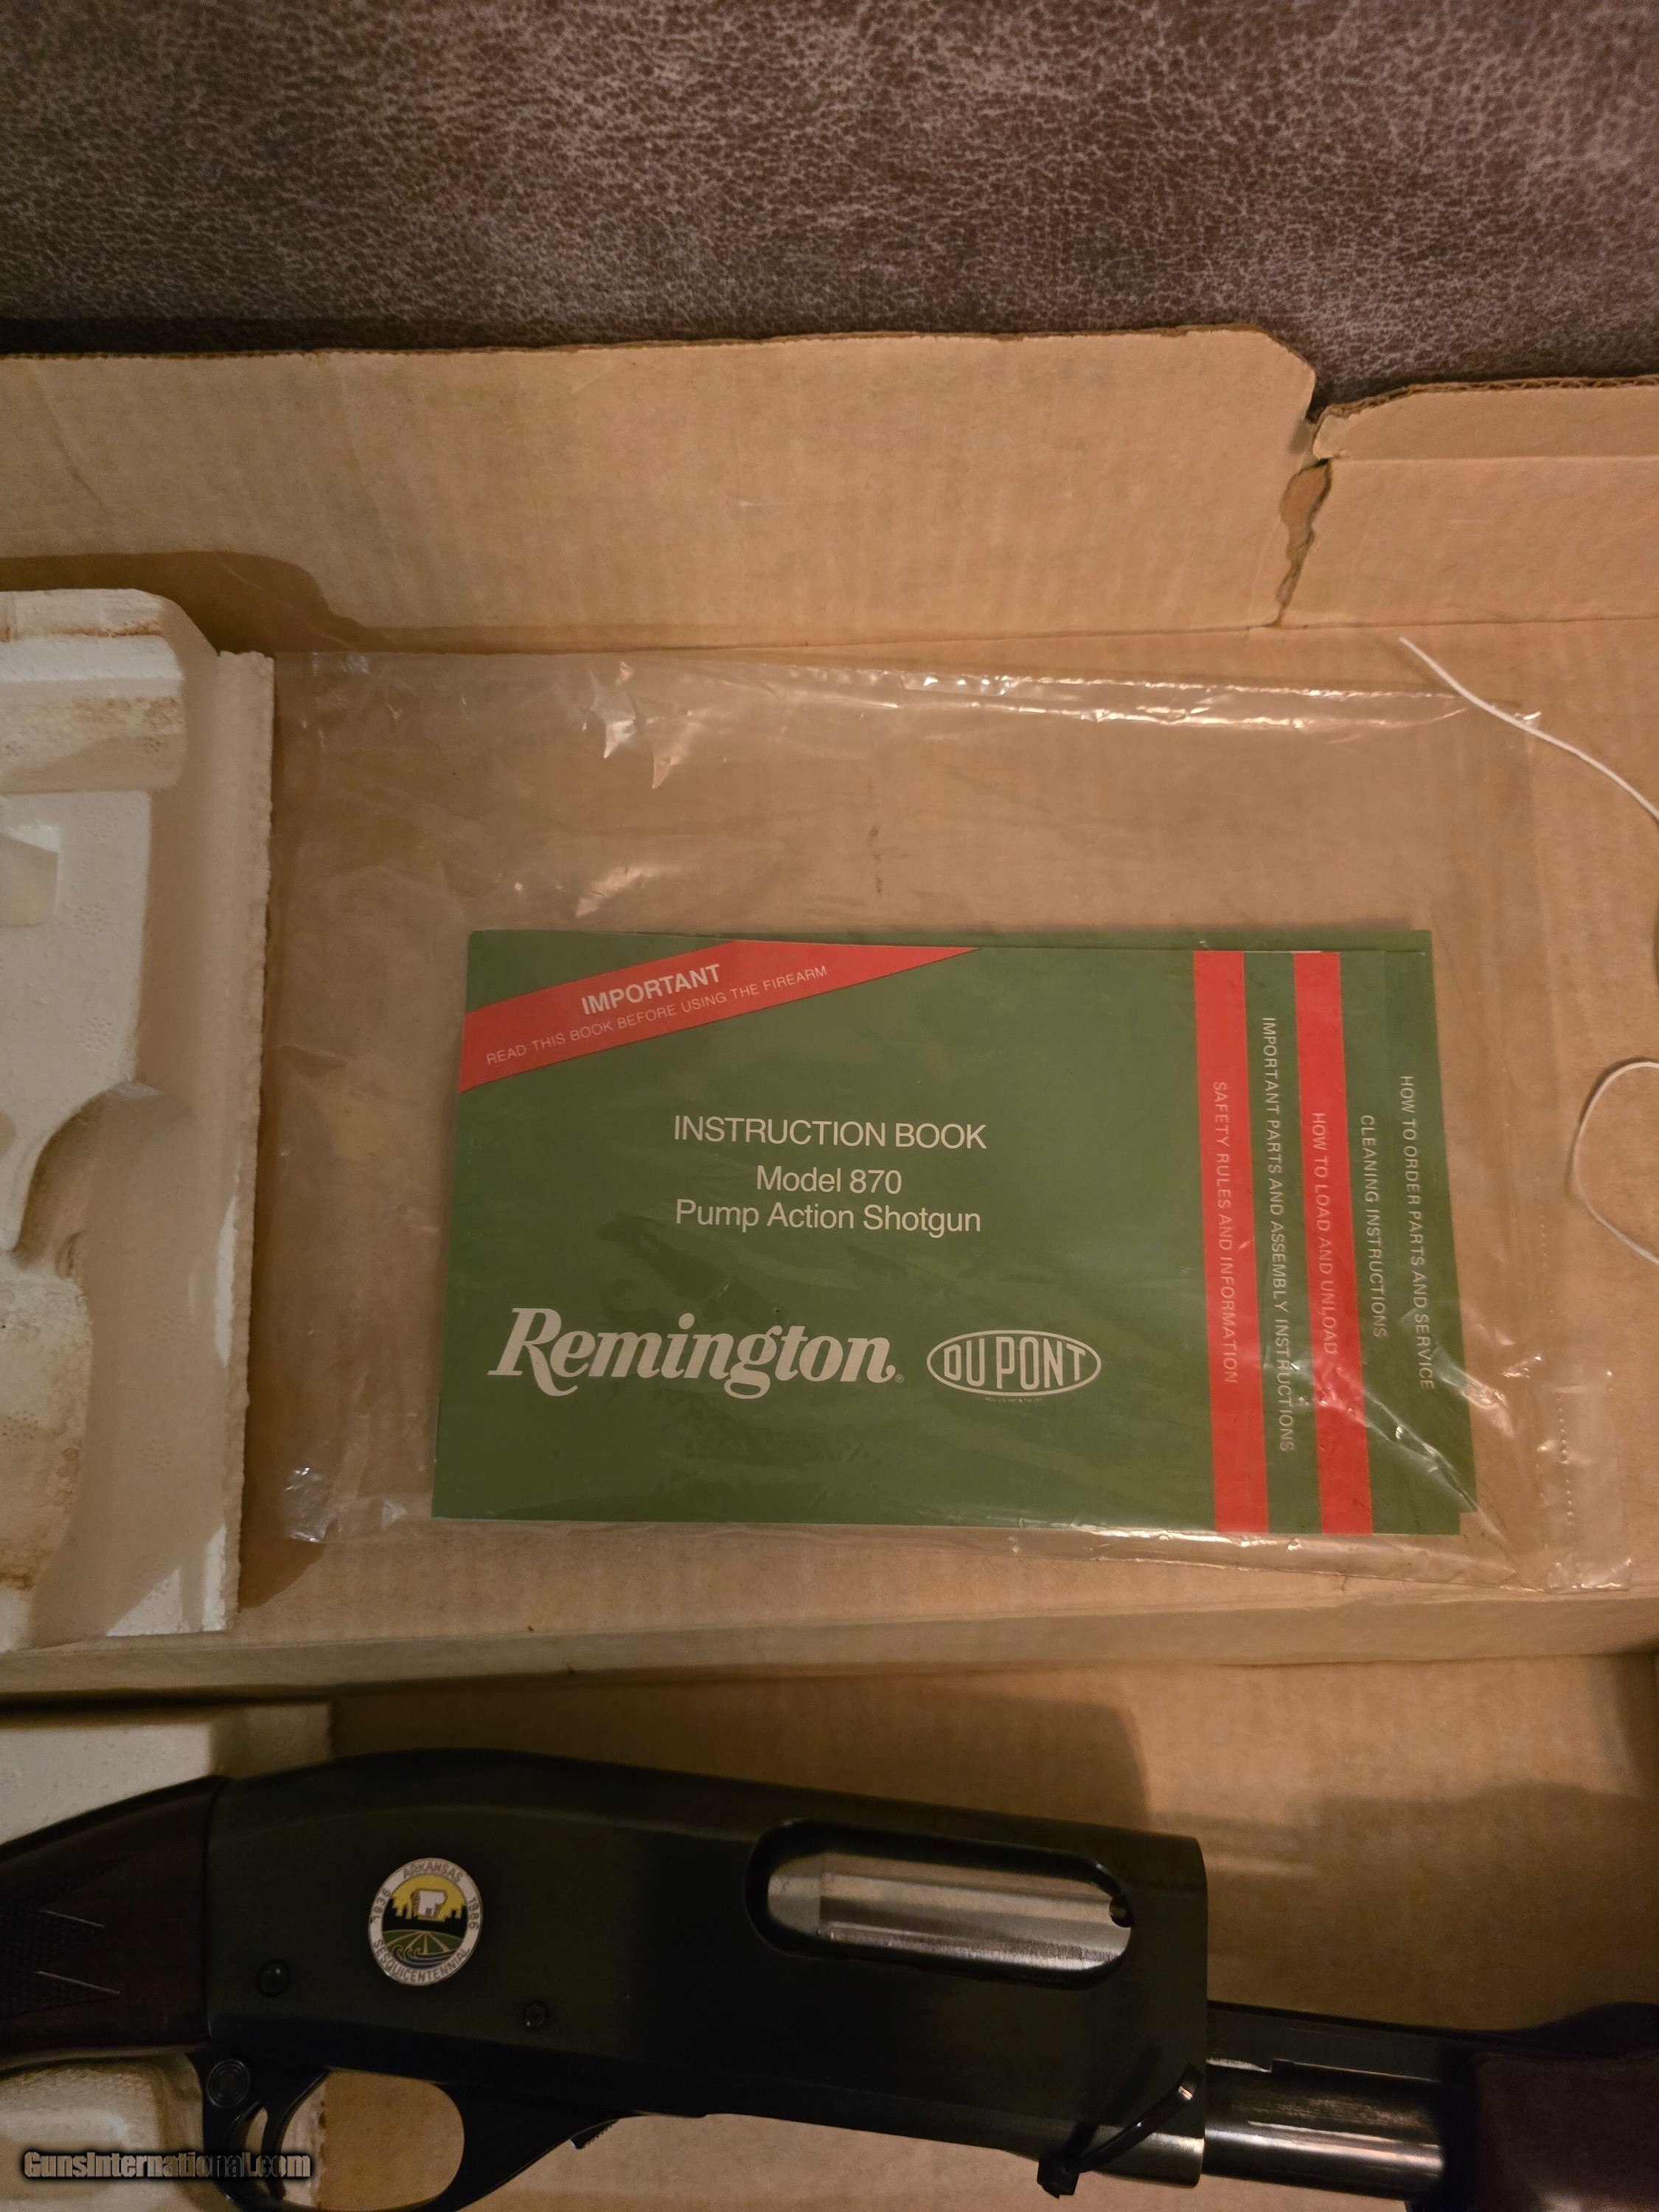 IMPORTANT
READ THIS BOOK BEFORE USING THE FIREARM
INSTRUCTION BOOK
Model 870
Pump Action Shotgun
Remington®
DU PONT
SAFETY RULES AND INFORMATION
IMPORTANT PARTS AND ASSEMBLY INSTRUCTIONS
HOW TO LOAD AND UNLOAD
CLEANING INSTRUCTIONS
HOW TO ORDER PARTS AND SERVICE
ARKANSAS
1836 1986
SESQUICENTENNIAL
GunsInternational.com